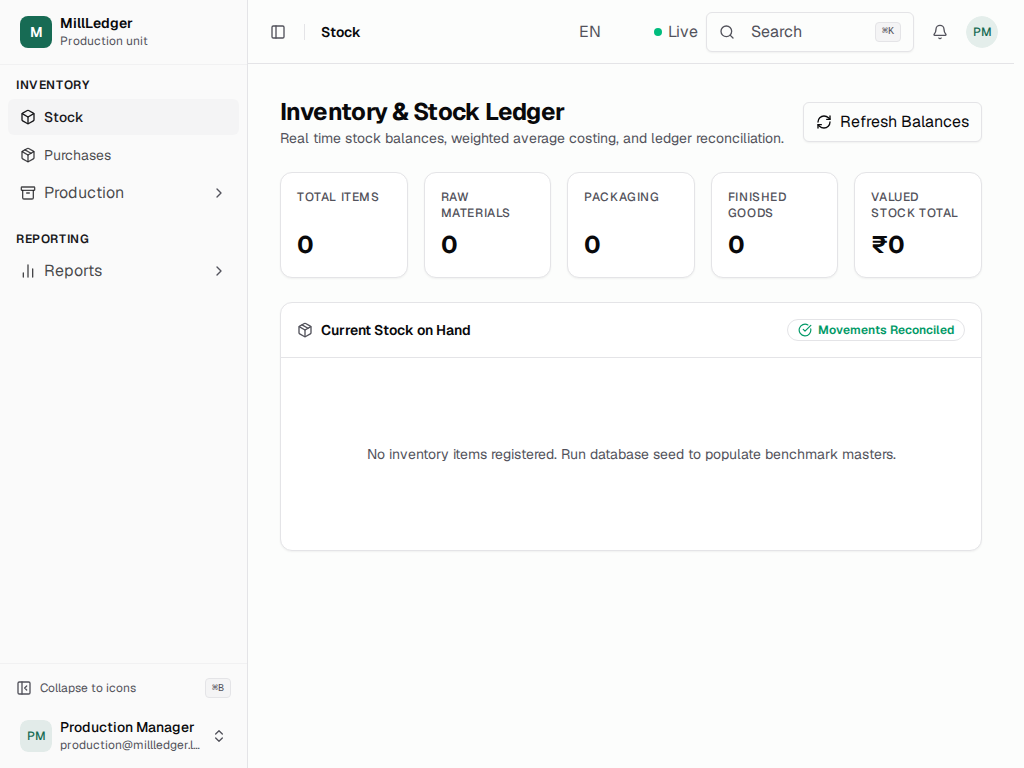 M
MillLedger
Production unit
INVENTORY
Stock
Purchases
Production
REPORTING
Reports
Collapse to icons
⌘B
PM
Production Manager
production@millledger.l...
Stock
EN
Live
Search
⌘K
PM
Inventory & Stock Ledger
Real time stock balances, weighted average costing, and ledger reconciliation.
Refresh Balances
TOTAL ITEMS
0
RAW
MATERIALS
0
PACKAGING
0
FINISHED
GOODS
0
VALUED
STOCK TOTAL
₹0
Current Stock on Hand
Movements Reconciled
No inventory items registered. Run database seed to populate benchmark masters.